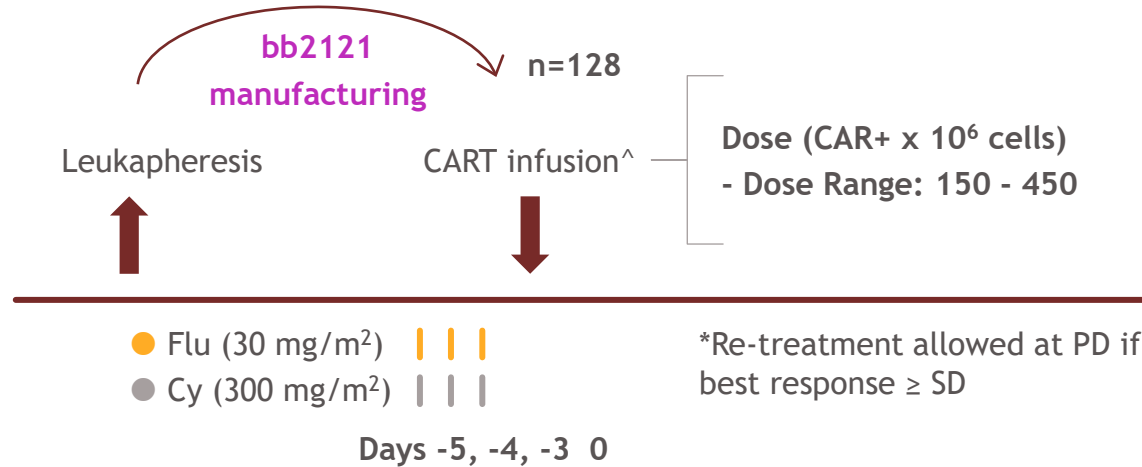 bb2121
manufacturing
n=128
Leukapheresis
CART infusion^
Dose (CAR+ x 10⁶ cells)
- Dose Range: 150 - 450
Flu (30 mg/m²)
Cy (300 mg/m²)
Days -5, -4, -3 0
*Re-treatment allowed at PD if
best response ≥ SD